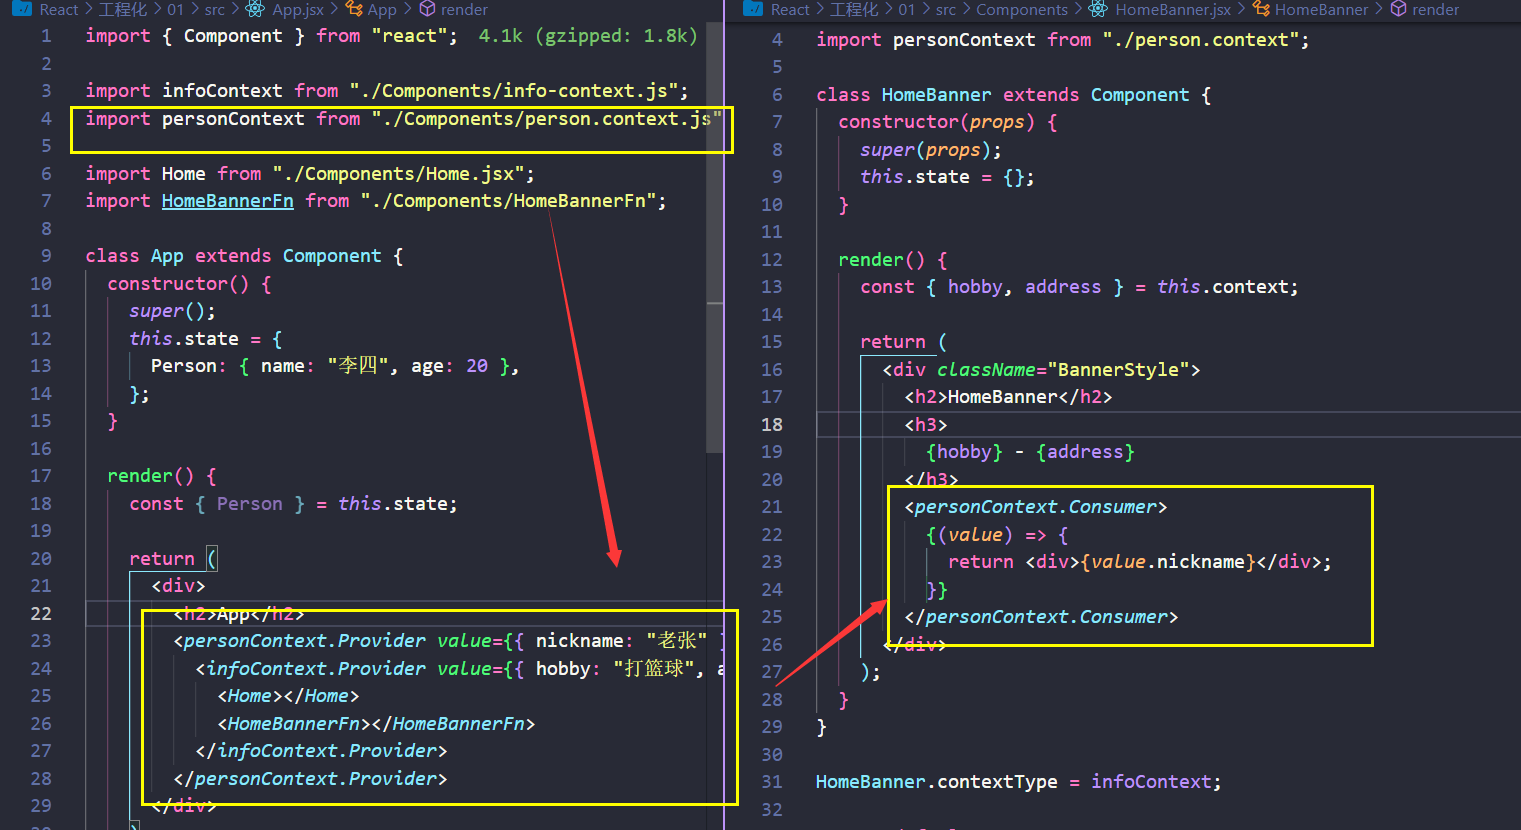 React > 工程化 > 01 > src > App.jsx > App > render
1 import { Component } from "react"; 4.1k (gzipped: 1.8k)
2
3 import infoContext from "./Components/info-context.js";
4 import personContext from "./Components/person.context.js"
5
6 import Home from "./Components/Home.jsx";
7 import HomeBannerFn from "./Components/HomeBannerFn";
8
9 class App extends Component {
10 constructor() {
11 super();
12 this.state = {
13 Person: { name: "李四", age: 20 },
14 };
15 }
16
17 render() {
18 const { Person } = this.state;
19
20 return (
21 <div>
22 <h2>App</h2>
23 <personContext.Provider value={{ nickname: "老张" }
24 <infoContext.Provider value={{ hobby: "打篮球", a
25 <Home></Home>
26 <HomeBannerFn></HomeBannerFn>
27 </infoContext.Provider>
28 </personContext.Provider>
29 </div>
)
React > 工程化 > 01 > src > Components > HomeBanner.jsx > HomeBanner > render
4 import personContext from "./person.context";
5
6 class HomeBanner extends Component {
7 constructor(props) {
8 super(props);
9 this.state = {};
10 }
11
12 render() {
13 const { hobby, address } = this.context;
14
15 return (
16 <div className="BannerStyle">
17 <h2>HomeBanner</h2>
18 <h3>
19 {hobby} - {address}
20 </h3>
21 <personContext.Consumer>
22 {(value) => {
23 return <div>{value.nickname}</div>;
24 }}
25 </personContext.Consumer>
26 </div>
27 );
28 }
29 }
30
31 HomeBanner.contextType = infoContext;
32